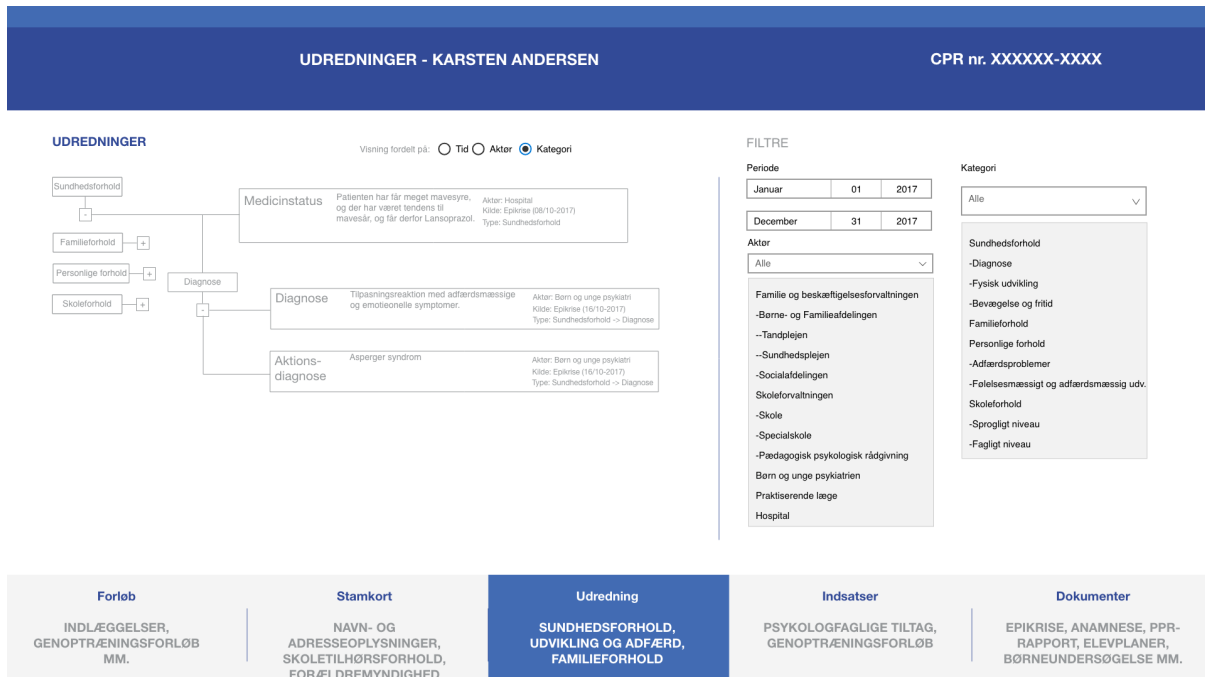 UDREDNINGER - KARSTEN ANDERSEN
CPR nr. XXXXXX-XXXX
UDREDNINGER
Visning fordelt på: Tid Aktør Kategori
Sundhedsforhold
-
Familieforhold +
Personlige forhold +
Skoleforhold +
Diagnose
-
Medicinstatus
Patienten har får meget mavesyre,
og der har været tendens til
mavesår, og får derfor Lansoprazol.
Aktør: Hospital
Kilde: Epikrise (08/10-2017)
Type: Sundhedsforhold
Diagnose
Tilpasningsreaktion med adfærdsmæssige
og emotieonelle symptomer.
Aktør: Børn og unge psykiatri
Kilde: Epikrise (16/10-2017)
Type: Sundhedsforhold -> Diagnose
Aktions-
diagnose
Asperger syndrom
Aktør: Børn og unge psykiatri
Kilde: Epikrise (16/10-2017)
Type: Sundhedsforhold -> Diagnose
FILTRE
Periode
Januar 01 2017
December 31 2017
Aktør
Alle
Familie og beskæftigelsesforvaltningen
-Børne- og Familieafdelingen
--Tandplejen
--Sundhedsplejen
-Socialafdelingen
Skoleforvaltningen
-Skole
-Specialskole
-Pædagogisk psykologisk rådgivning
Børn og unge psykiatrien
Praktiserende læge
Hospital
Kategori
Alle
Sundhedsforhold
-Diagnose
-Fysisk udvikling
-Bevægelse og fritid
Familieforhold
Personlige forhold
-Adfærdsproblemer
-Følelsesmæssigt og adfærdsmæssig udv.
Skoleforhold
-Sprogligt niveau
-Fagligt niveau
Forløb
INDLÆGGELSER,
GENOPTRÆNINGSFORLØB
MM.
Stamkort
NAVN- OG
ADRESSEOPLYSNINGER,
SKOLETILHØRSFORHOLD,
FORÆLDREMYNDIGHED
Udredning
SUNDHEDSFORHOLD,
UDVIKLING OG ADFÆRD,
FAMILIEFORHOLD
Indsatser
PSYKOLOGFAGLIGE TILTAG,
GENOPTRÆNINGSFORLØB
Dokumenter
EPIKRISE, ANAMNESE, PPR-
RAPPORT, ELEVPLANER,
BØRNEUNDERSØGELSE MM.